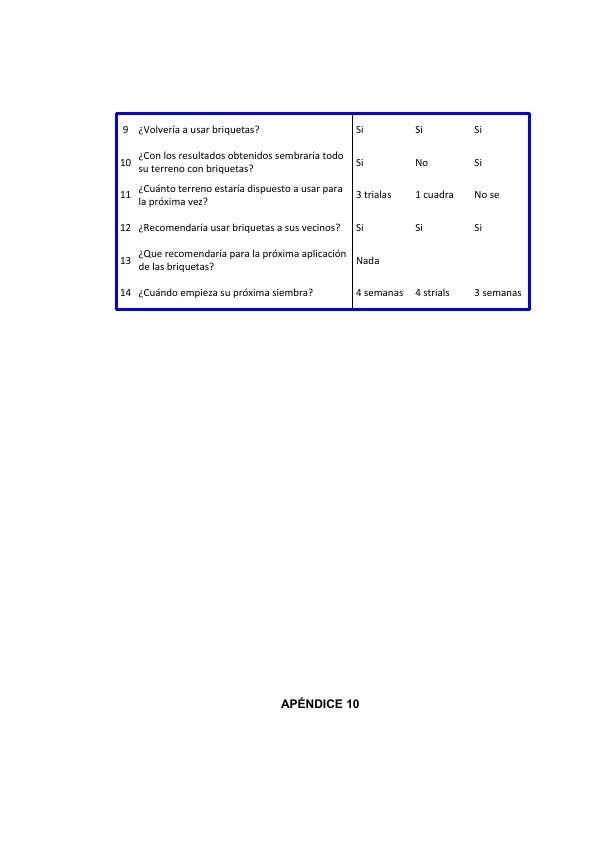 9 ¿Volvería a usar briquetas? Si Si Si
¿Con los resultados obtenidos sembraría todo
10 su terreno con briquetas? Si No Si
¿Cuánto terreno estaría dispuesto a usar para
11 la próxima vez? 3 trialas 1 cuadra No se
12 ¿Recomendaría usar briquetas a sus vecinos? Si Si Si
¿Que recomendaría para la próxima aplicación
13 de las briquetas? Nada
14 ¿Cuándo empieza su próxima siembra? 4 semanas 4 strials 3 semanas
APÉNDICE 10